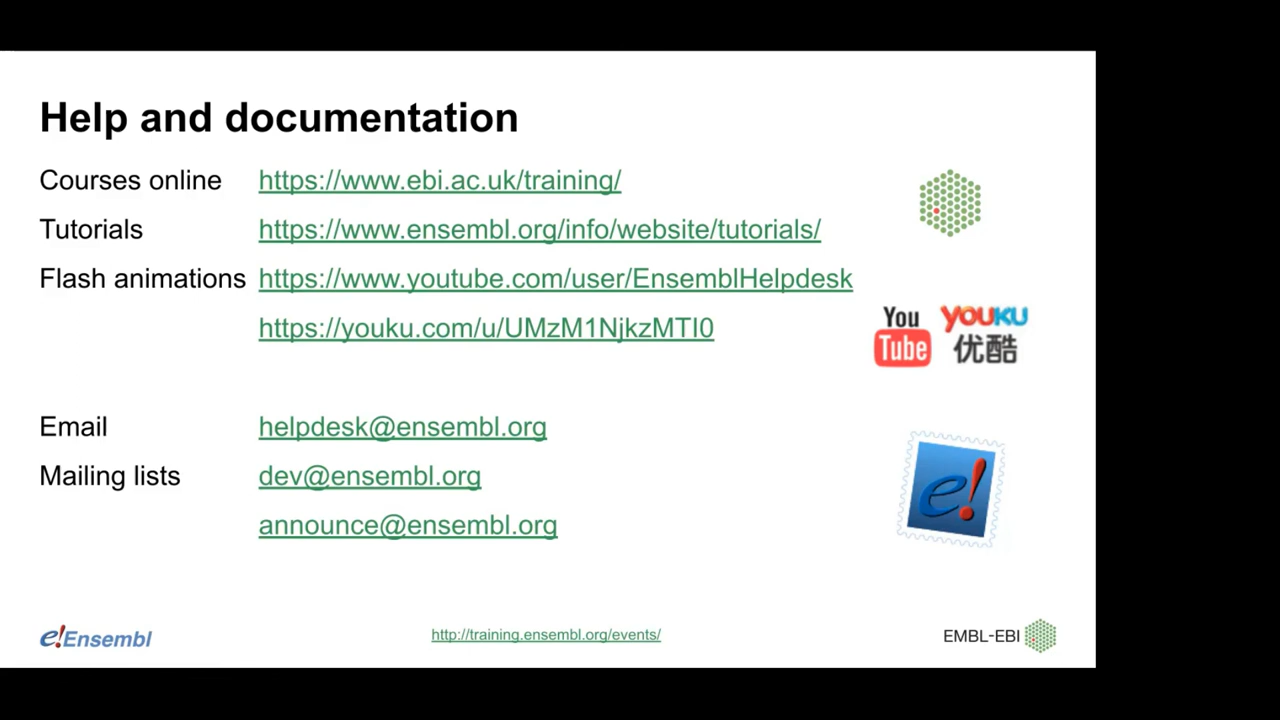 Help and documentation
Courses online https://www.ebi.ac.uk/training/
Tutorials https://www.ensembl.org/info/website/tutorials/
Flash animations https://www.youtube.com/user/EnsemblHelpdesk
https://youku.com/u/UMzM1NjkzMTI0
You Tube YOUKU 优酷
Email helpdesk@ensembl.org
Mailing lists dev@ensembl.org
announce@ensembl.org
e!
e!Ensembl http://training.ensembl.org/events/ EMBL-EBI